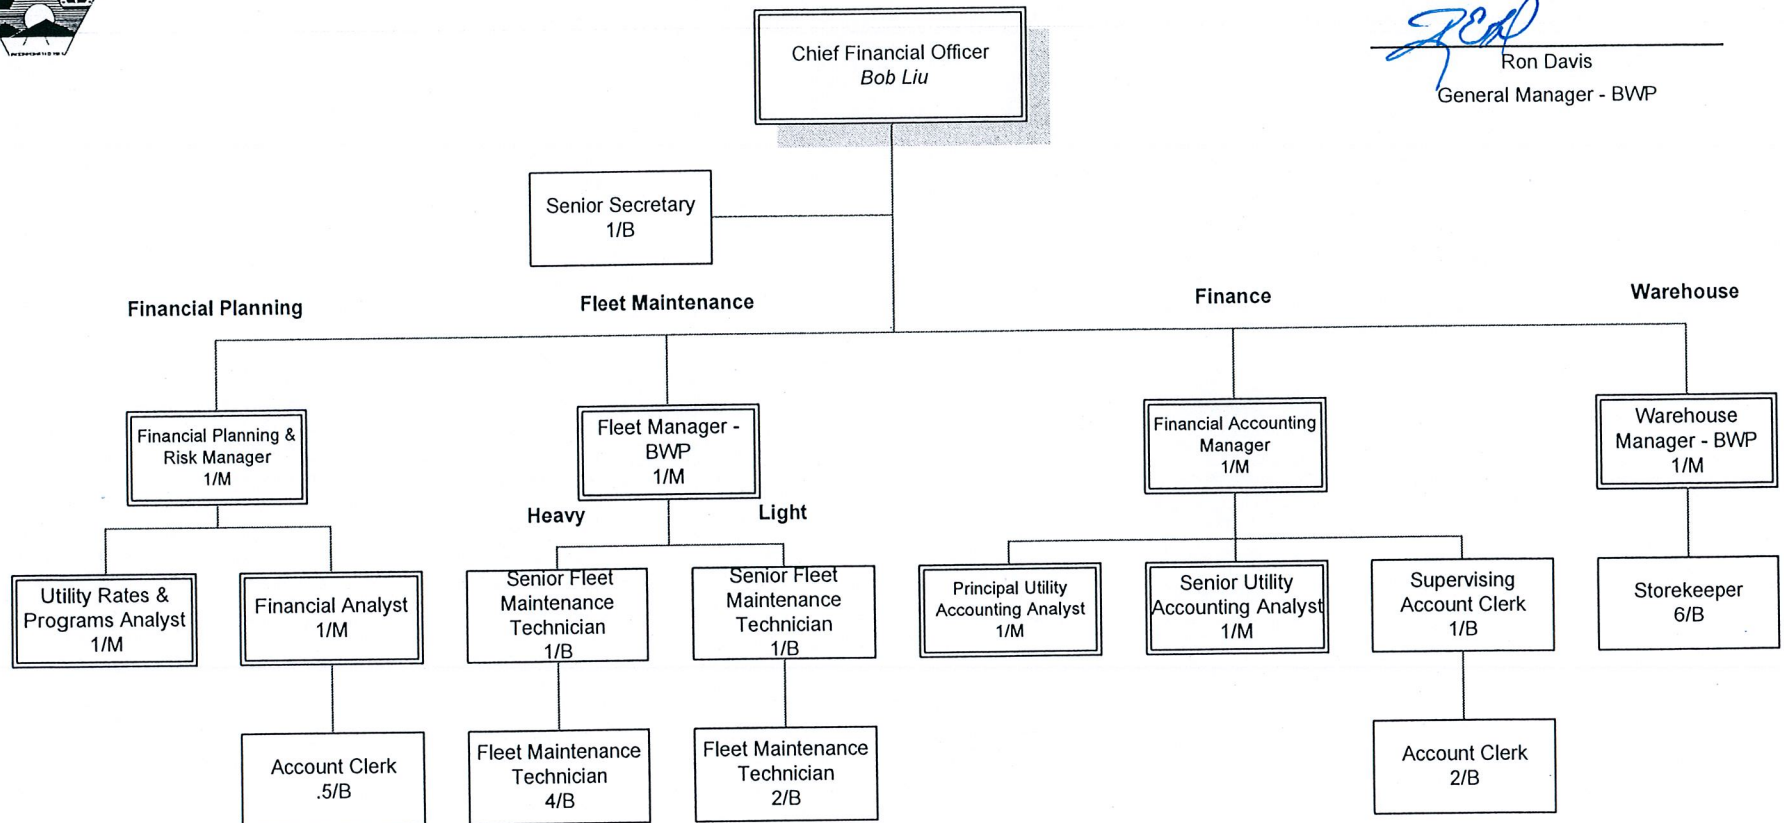 Chief Financial Officer
Bob Liu
Ron Davis
General Manager - BWP
Senior Secretary
1/B
Financial Planning
Fleet Maintenance
Finance
Warehouse
Financial Planning &
Risk Manager
1/M
Fleet Manager -
BWP
1/M
Financial Accounting
Manager
1/M
Warehouse
Manager - BWP
1/M
Heavy
Light
Utility Rates &
Programs Analyst
1/M
Financial Analyst
1/M
Senior Fleet
Maintenance
Technician
1/B
Senior Fleet
Maintenance
Technician
1/B
Principal Utility
Accounting Analyst
1/M
Senior Utility
Accounting Analyst
1/M
Supervising
Account Clerk
1/B
Storekeeper
6/B
Account Clerk
.5/B
Fleet Maintenance
Technician
4/B
Fleet Maintenance
Technician
2/B
Account Clerk
2/B